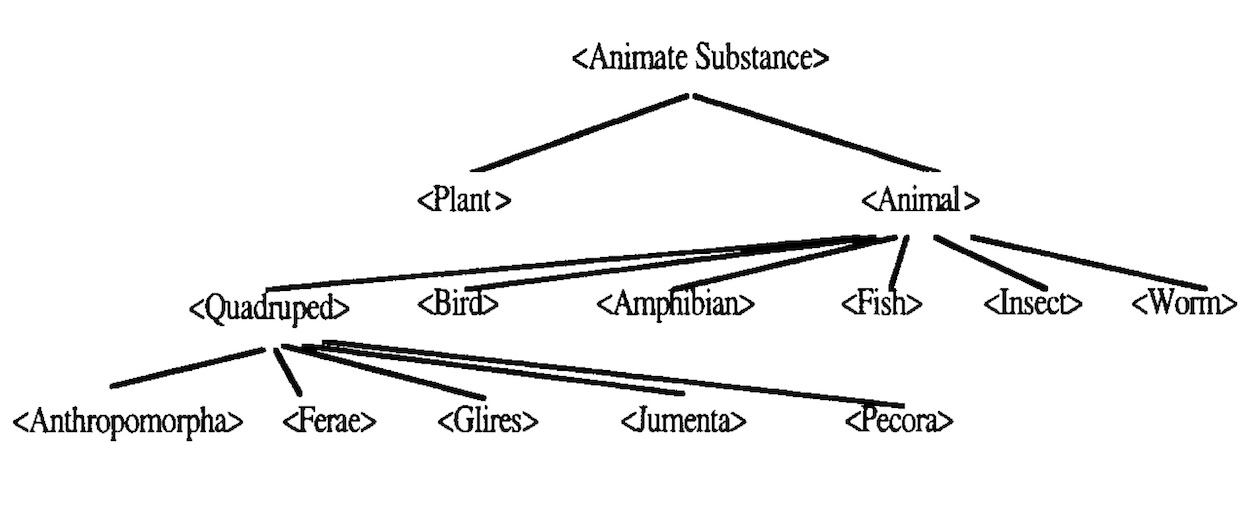 <Animate Substance>
<Plant> <Animal>
<Quadruped> <Bird> <Amphibian> <Fish> <Insect> <Worm>
<Anthropomorpha> <Ferae> <Glires> <Jumenta> <Pecora>